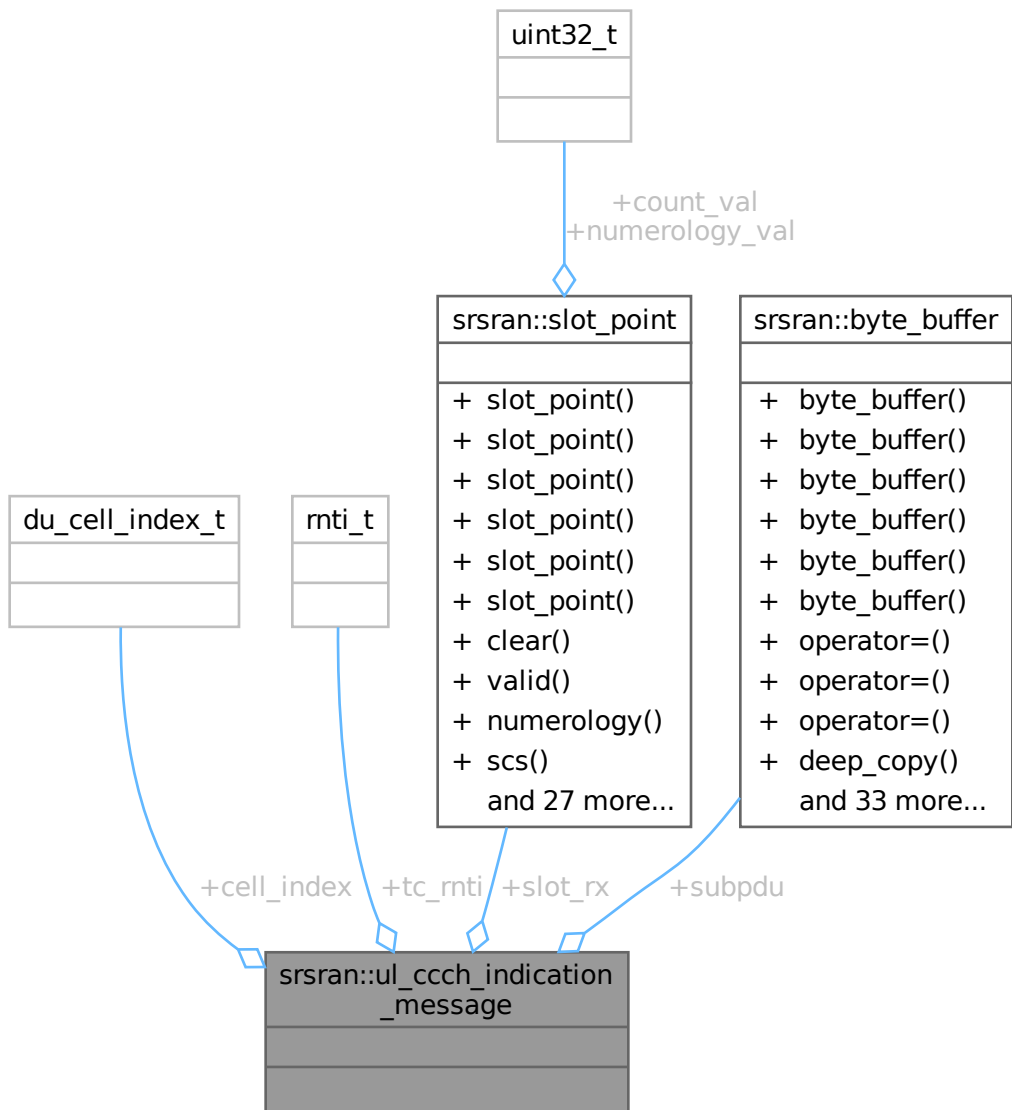 uint32_t
+count_val
+numerology_val
srsran::slot_point
+ slot_point()
+ slot_point()
+ slot_point()
+ slot_point()
+ slot_point()
+ slot_point()
+ clear()
+ valid()
+ numerology()
+ scs()
and 27 more...
srsran::byte_buffer
+ byte_buffer()
+ byte_buffer()
+ byte_buffer()
+ byte_buffer()
+ byte_buffer()
+ byte_buffer()
+ operator=()
+ operator=()
+ operator=()
+ deep_copy()
and 33 more...
du_cell_index_t
rnti_t
+cell_index
+tc_rnti
+slot_rx
+subpdu
srsran::ul_ccch_indication
_message